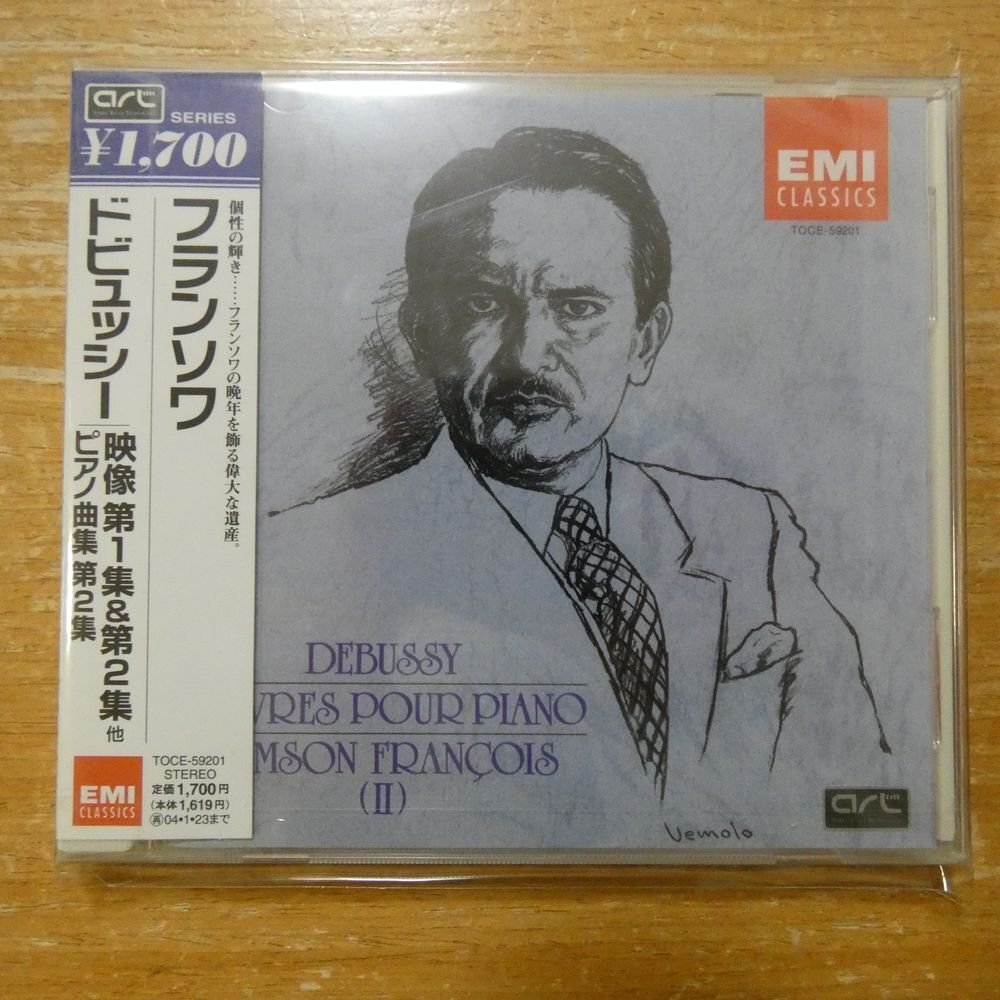 art
SERIES
¥1,700
個性の輝き……フランソワの晩年を飾る偉大な遺産。
フランソワ
ドビュッシー
映像 第1集&第2集 他
ピアノ曲集 第2集
EMI
CLASSICS
TOCE-59201
STEREO
定価1,700円
(本体1,619円)
再04•1•23まで
EMI
CLASSICS
TOCE-59201
DEBUSSY
VRES POUR PIANO
MSON FRANÇOIS
(II)
Vemolo
art